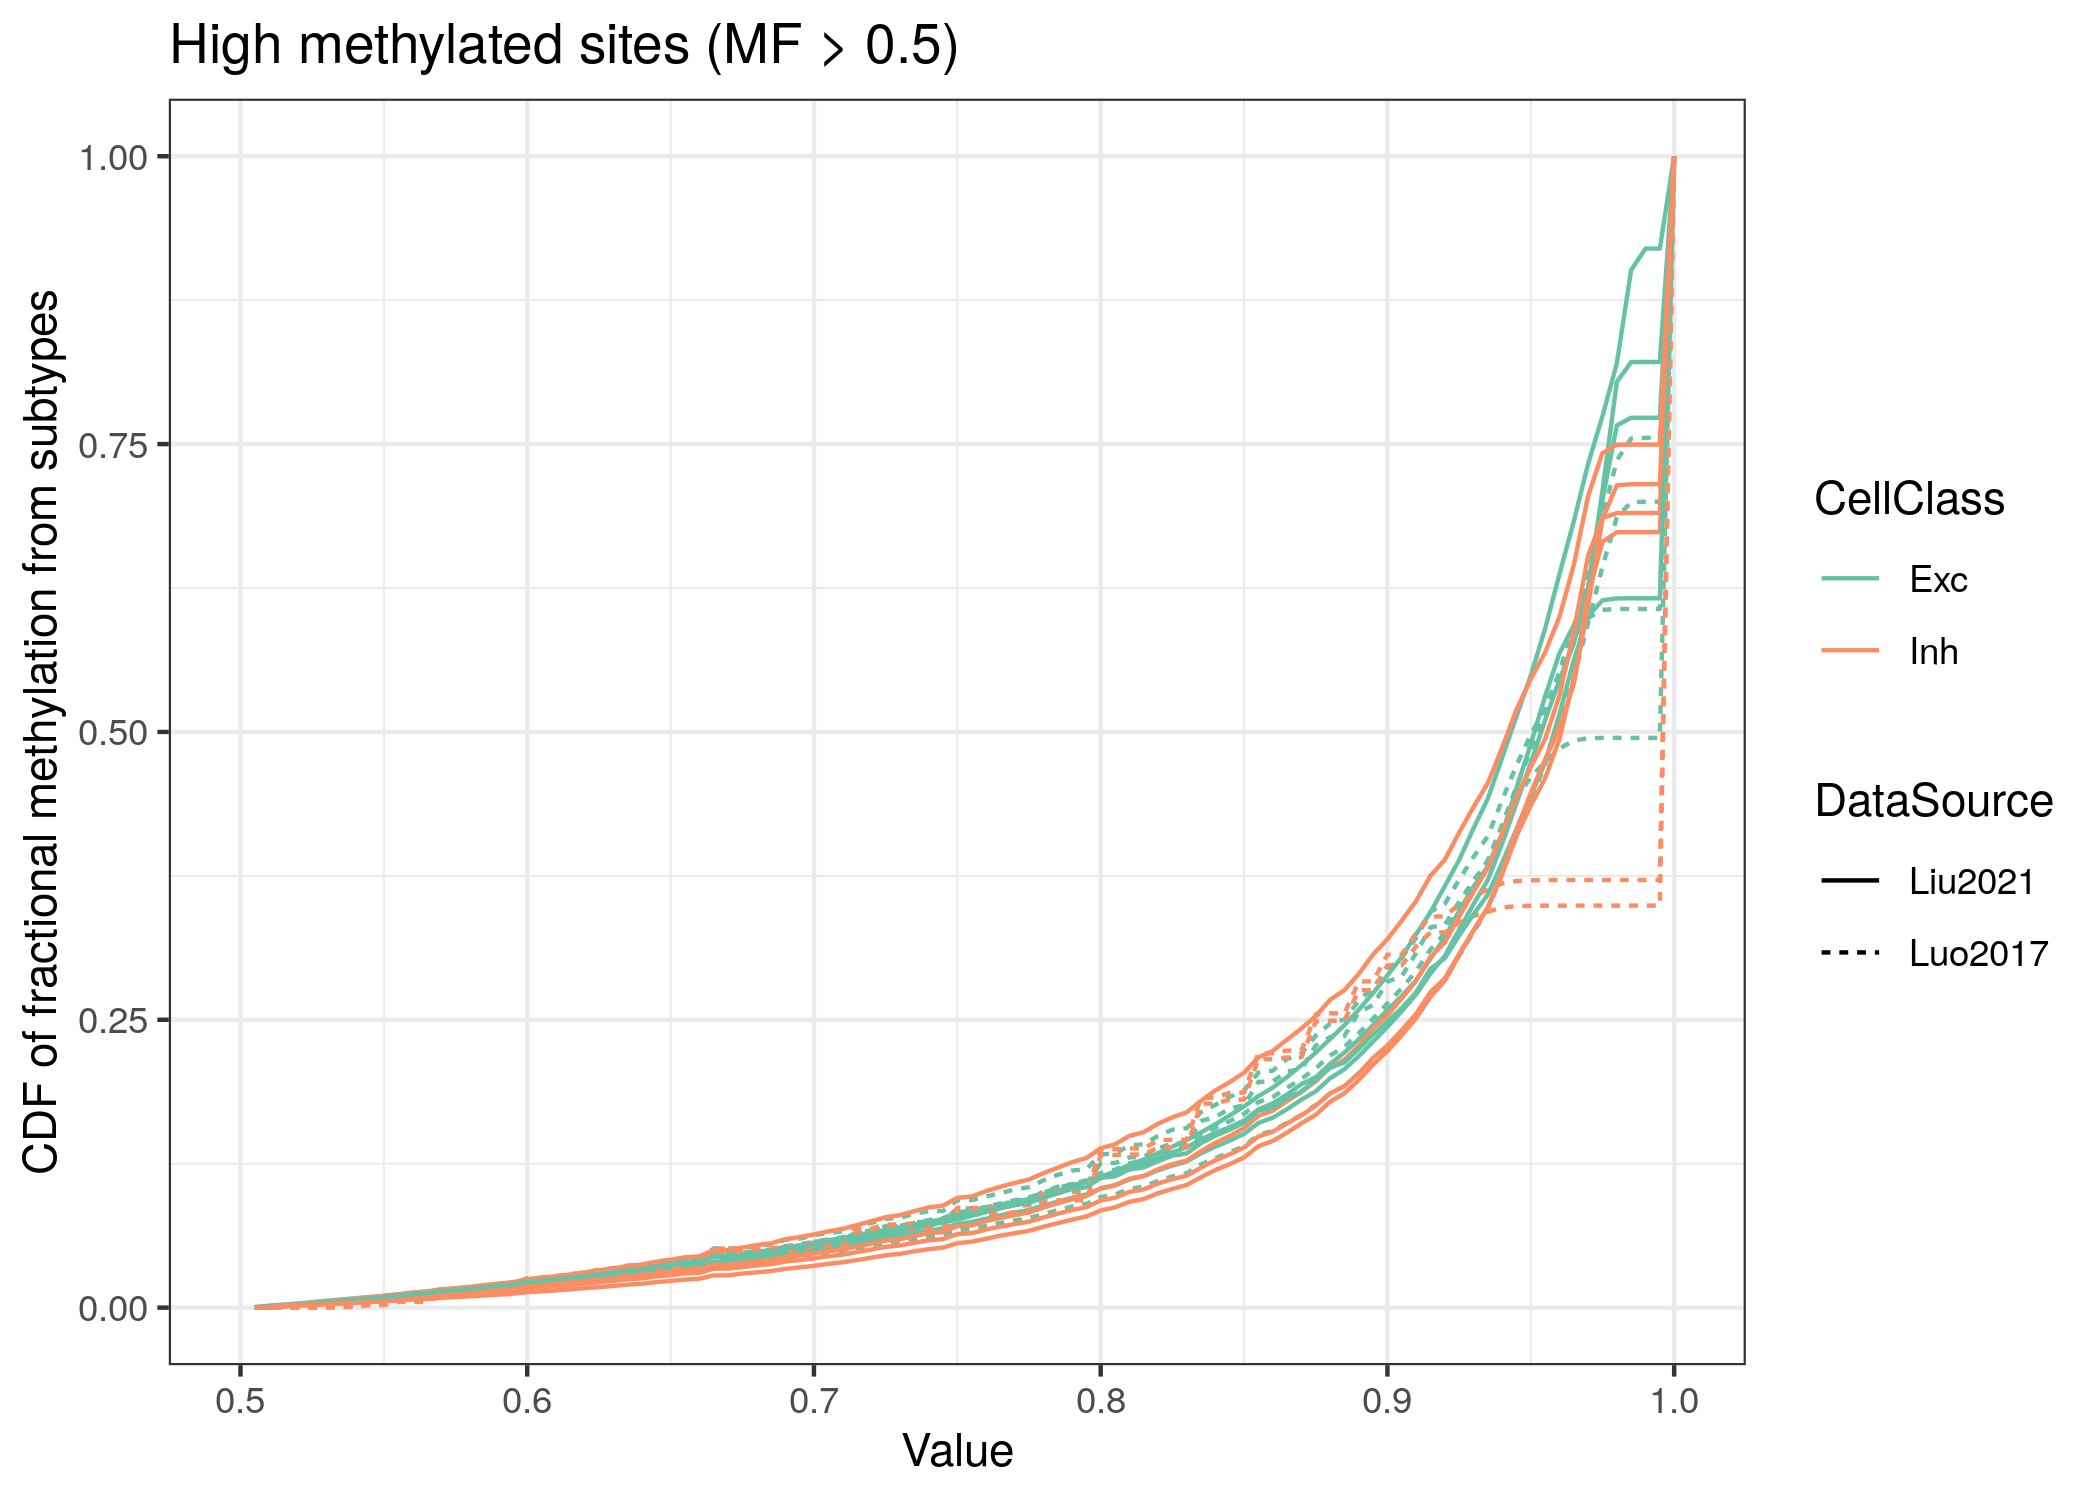 High methylated sites (MF > 0.5)
CDF of fractional methylation from subtypes
1.00
0.75
0.50
0.25
0.00
0.5
0.6
0.7
0.8
0.9
1.0
Value
CellClass
Exc
Inh
DataSource
Liu2021
Luo2017